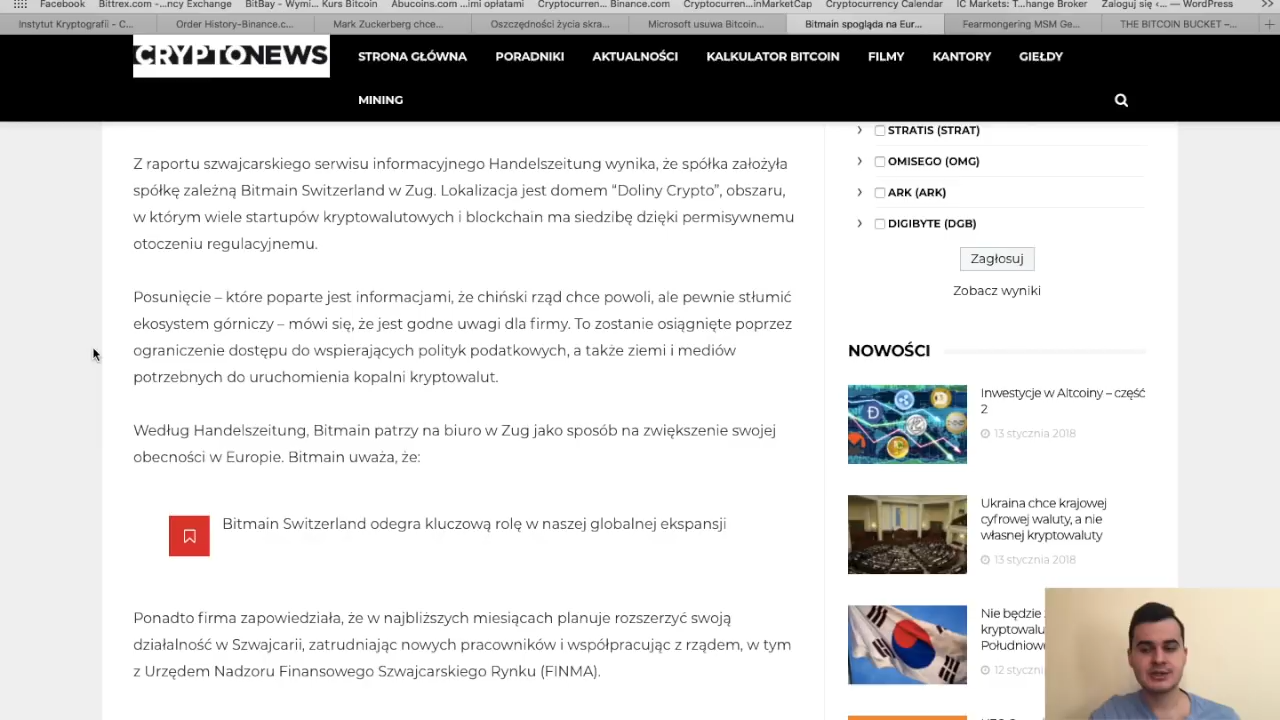 Facebook Bittrex.com -...ncy Exchange BitBay - Wymi... Kurs Bitcoin Abucoins.com ...imi opłatami Cryptocurren...y - Binance.com Cryptocurren...inMarketCap Cryptocurrency Calendar IC Markets: T...hange Broker Zaloguj się ‹... — WordPress
Instytut Kryptografii - C... Order History-Binance.c... Mark Zuckerberg chce... Oszczędności życia skra... Microsoft usuwa Bitcoin... Bitmain spogląda na Eur... Fearmongering MSM Ge... THE BITCOIN BUCKET –...
CRYPTONEWS STRONA GŁÓWNA PORADNIKI AKTUALNOŚCI KALKULATOR BITCOIN FILMY KANTORY GIEŁDY
MINING
Z raportu szwajcarskiego serwisu informacyjnego Handelszeitung wynika, że spółka założyła
spółkę zależną Bitmain Switzerland w Zug. Lokalizacja jest domem “Doliny Crypto”, obszaru,
w którym wiele startupów kryptowalutowych i blockchain ma siedzibę dzięki permisywnemu
otoczeniu regulacyjnemu.
Posunięcie – które poparte jest informacjami, że chiński rząd chce powoli, ale pewnie stłumić
ekosystem górniczy – mówi się, że jest godne uwagi dla firmy. To zostanie osiągnięte poprzez
ograniczenie dostępu do wspierających polityk podatkowych, a także ziemi i mediów
potrzebnych do uruchomienia kopalni kryptowalut.
Według Handelszeitung, Bitmain patrzy na biuro w Zug jako sposób na zwiększenie swojej
obecności w Europie. Bitmain uważa, że:
Bitmain Switzerland odegra kluczową rolę w naszej globalnej ekspansji
Ponadto firma zapowiedziała, że w najbliższych miesiącach planuje rozszerzyć swoją
działalność w Szwajcarii, zatrudniając nowych pracowników i współpracując z rządem, w tym
z Urzędem Nadzoru Finansowego Szwajcarskiego Rynku (FINMA).
STRATIS (STRAT)
OMISEGO (OMG)
ARK (ARK)
DIGIBYTE (DGB)
Zagłosuj
Zobacz wyniki
NOWOŚCI
Inwestycje w Altcoiny – część
2
13 stycznia 2018
Ukraina chce krajowej
cyfrowej waluty, a nie
własnej kryptowaluty
13 stycznia 2018
Nie będzie
kryptowalu
Południowe
12 styczn